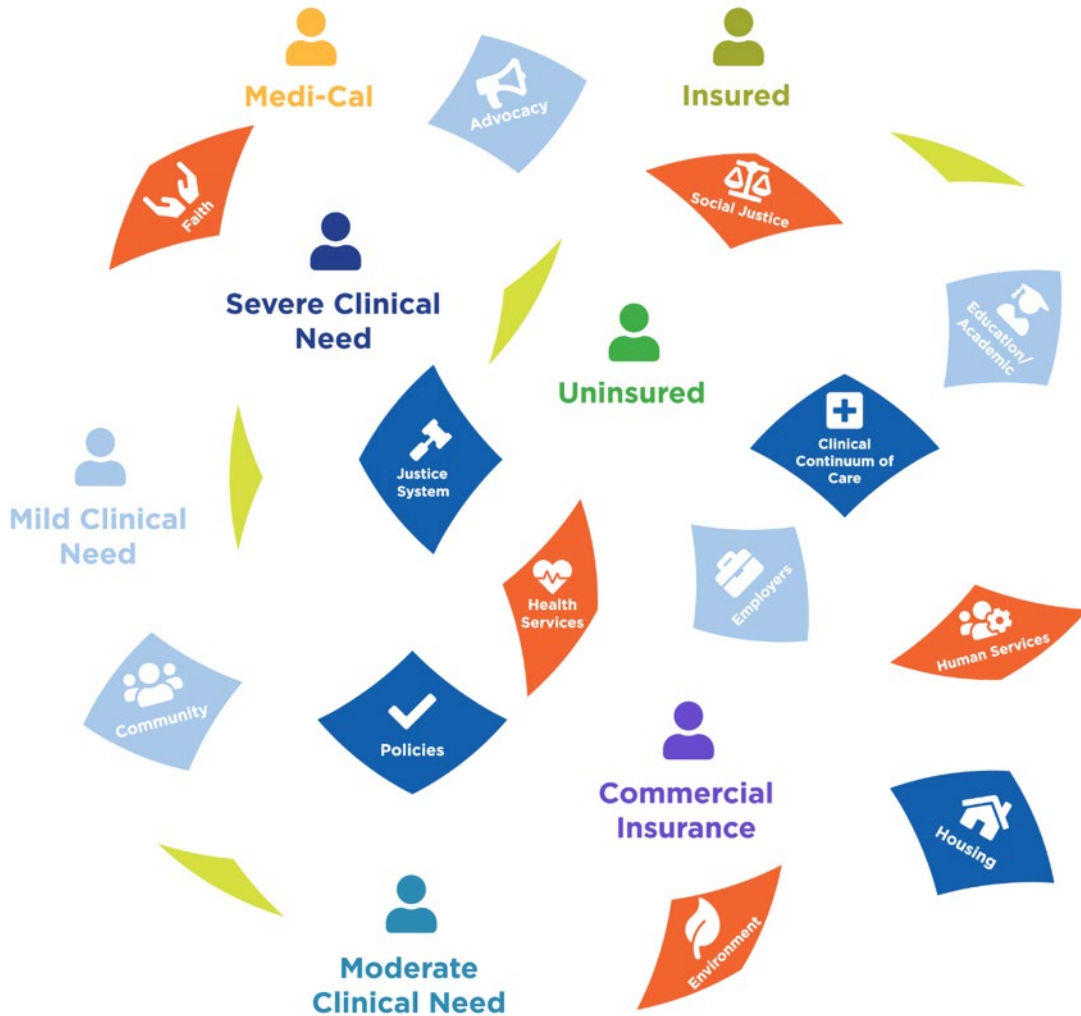 Medi-Cal
Advocacy
Insured
Faith
Social Justice
Severe Clinical
Need
Education/
Academic
Uninsured
Justice
System
Clinical
Continuum of
Care
Mild Clinical
Need
Health
Services
Employers
Human Services
Community
Policies
Commercial
Insurance
Housing
Environment
Moderate
Clinical Need